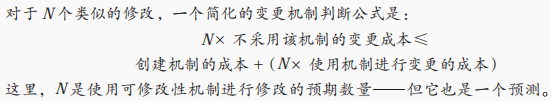 对于 N个类似的修改，一个简化的变更机制判断公式是：
N× 不采用该机制的变更成本≤
创建机制的成本 +（N× 使用机制进行变更的成本）
这里，N是使用可修改性机制进行修改的预期数量——但它也是一个预测。